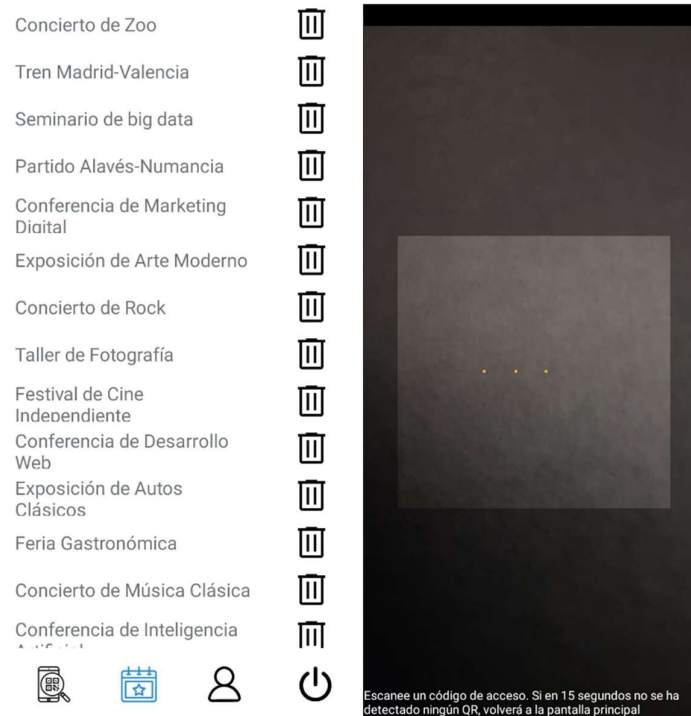 Concierto de Zoo
Tren Madrid-Valencia
Seminario de big data
Partido Alavés-Numancia
Conferencia de Marketing
Digital
Exposición de Arte Moderno
Concierto de Rock
Taller de Fotografía
Festival de Cine
Independiente
Conferencia de Desarrollo
Web
Exposición de Autos
Clásicos
Feria Gastronómica
Concierto de Música Clásica
Conferencia de Inteligencia
Escanee un código de acceso. Si en 15 segundos no se ha
detectado ningún QR, volverá a la pantalla principal